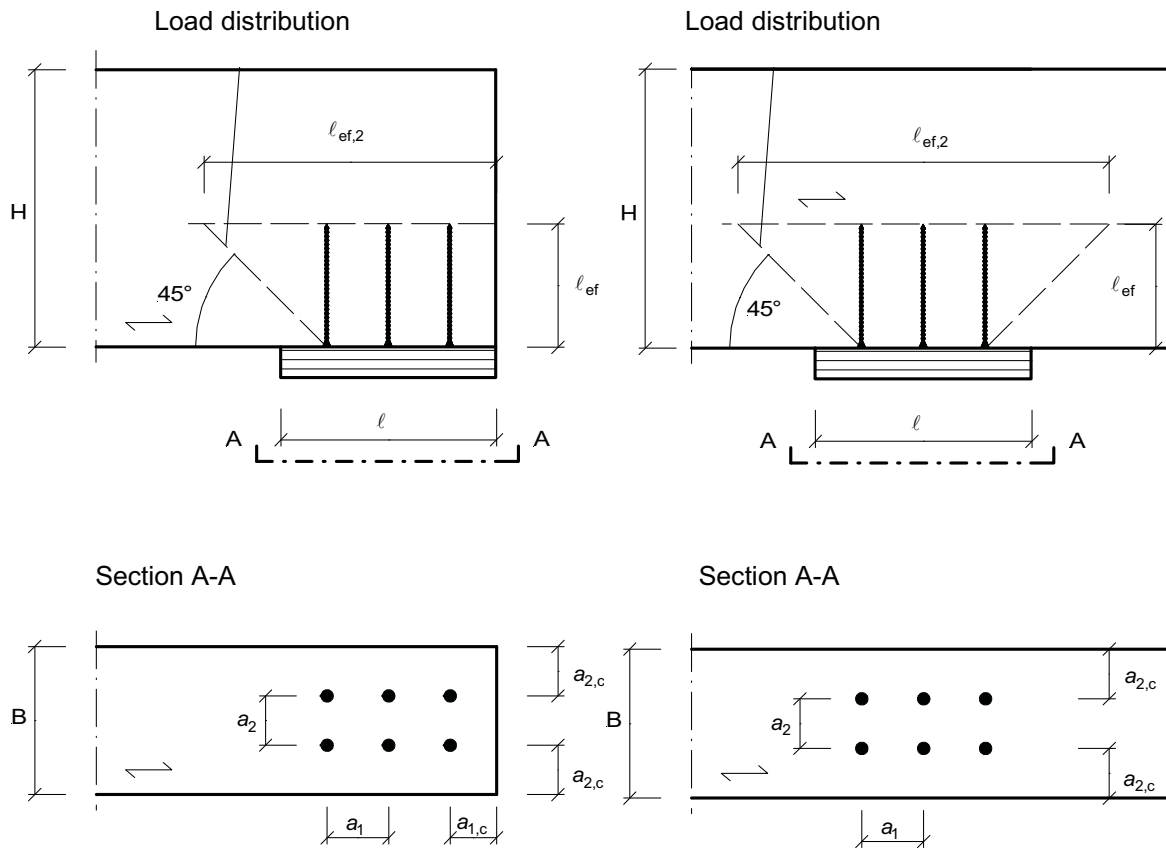 Load distribution
Load distribution
ℓef,2
ℓef,2
H
H
ℓef
ℓef
45°
45°
ℓ
ℓ
A A
A A
Section A-A
Section A-A
B
B
a2
a2
a2,c
a2,c
a2,c
a2,c
a1
a1,c
a1